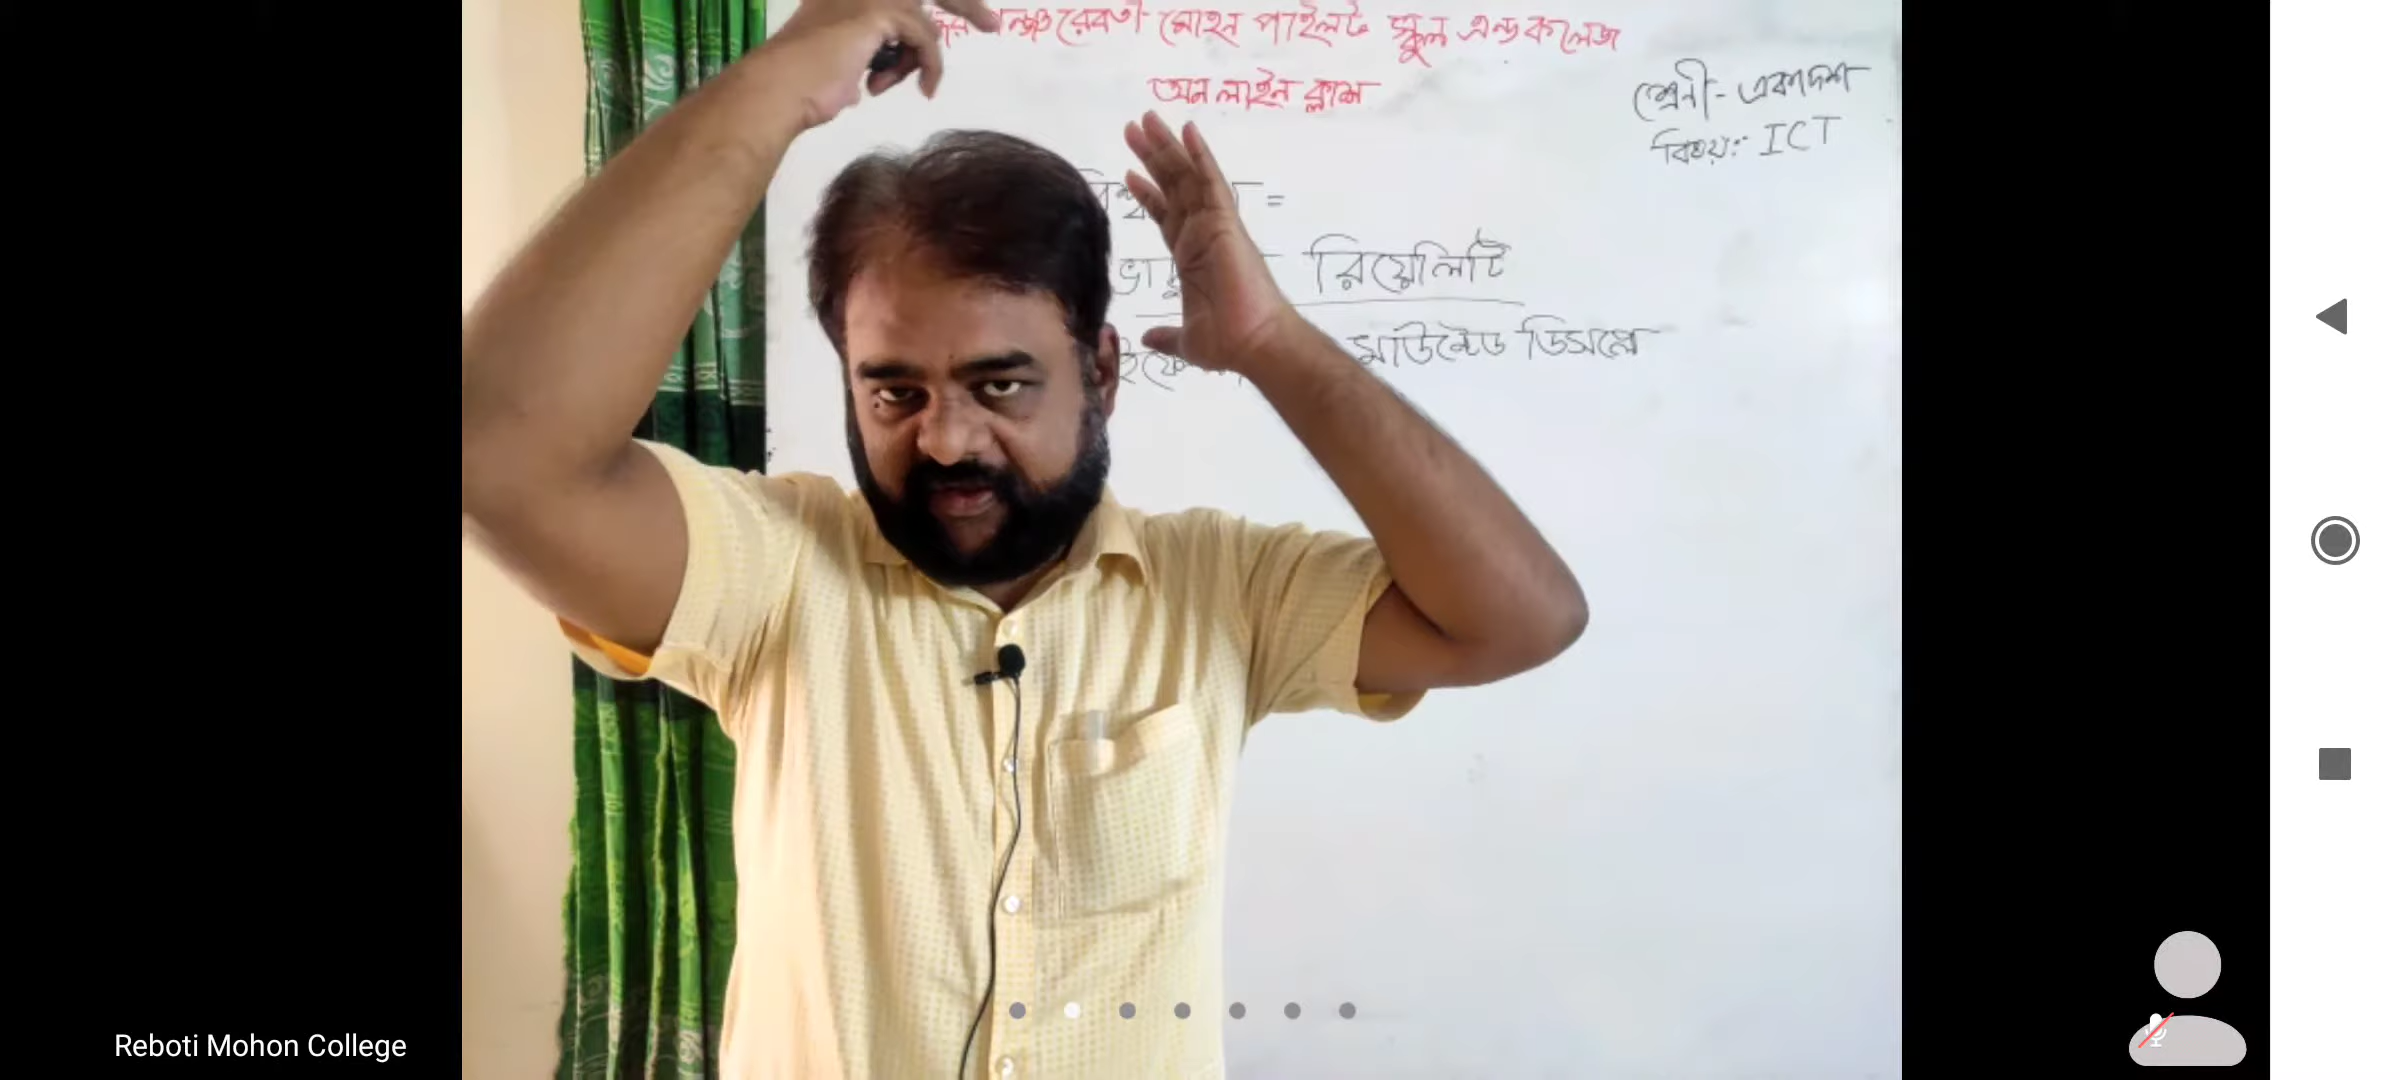 রেবতী মোহন পাইলট স্কুল এন্ড কলেজ
অন লাইন ক্লাশ
শ্রেনী - একাদশ
বিষয়: ICT
=
রিয়েলিটি
মাউন্টেড ডিসপ্লে
Reboti Mohon College